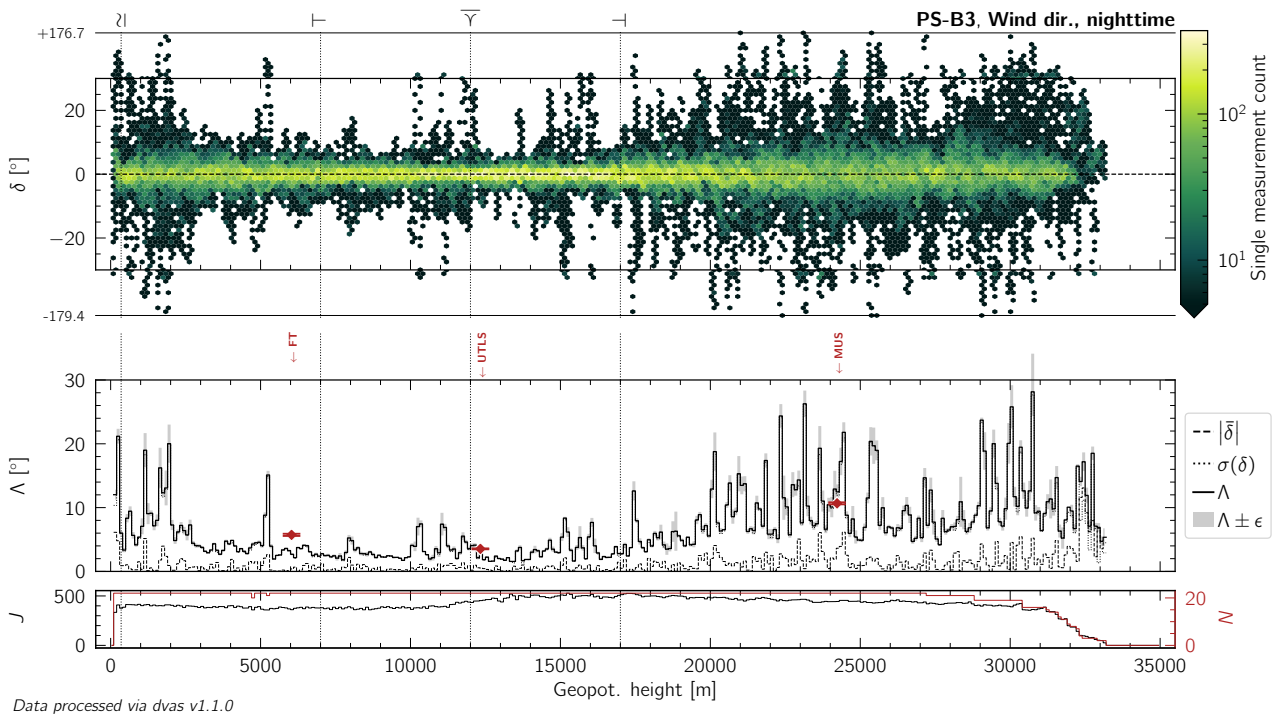 PS-B3, Wind dir., nighttime
+176.7
20
0
−20
-179.4
δ [°]
10²
10¹
Single measurement count
↓ FT
↓ UTLS
↓ MUS
30
20
10
0
Λ [°]
|δ̄|
σ(δ)
Λ
Λ ± ϵ
500
0
J
20
0
N
0 5000 10000 15000 20000 25000 30000 35000
Geopot. height [m]
Data processed via dvas v1.1.0